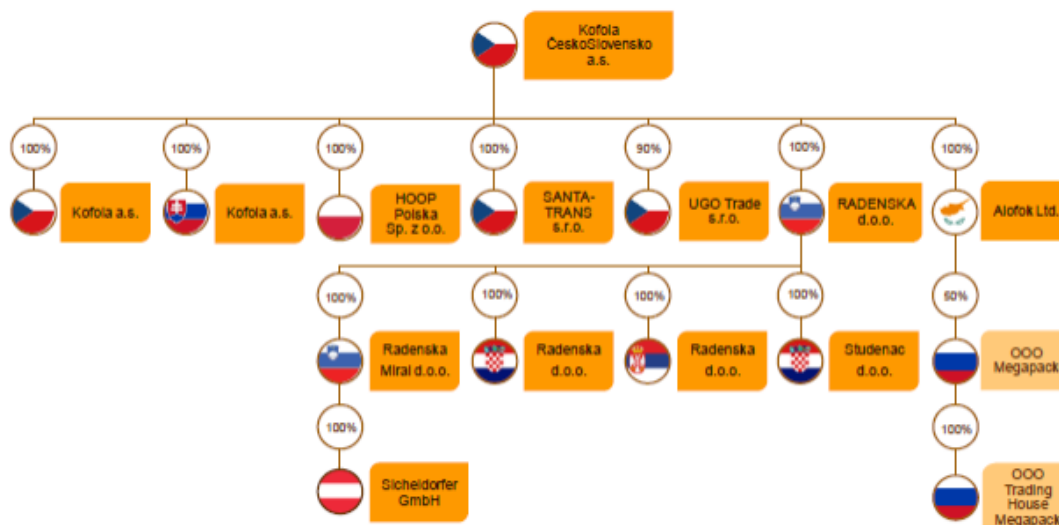 Kofola
ČeskoSlovensko
a.s.
100%
100%
100%
100%
90%
100%
100%
Kofola a.s.
Kofola a.s.
HOOP
Polska
Sp. z o.o.
SANTA-
TRANS
s.r.o.
UGO Trade
s.r.o.
RADENSKA
d.o.o.
Alofok Ltd.
100%
100%
100%
100%
50%
Radenska
Miral d.o.o.
Radenska
d.o.o.
Radenska
d.o.o.
Studenac
d.o.o.
OOO
Megapack
100%
100%
Sicheldorfer
GmbH
OOO
Trading
House
Megapack